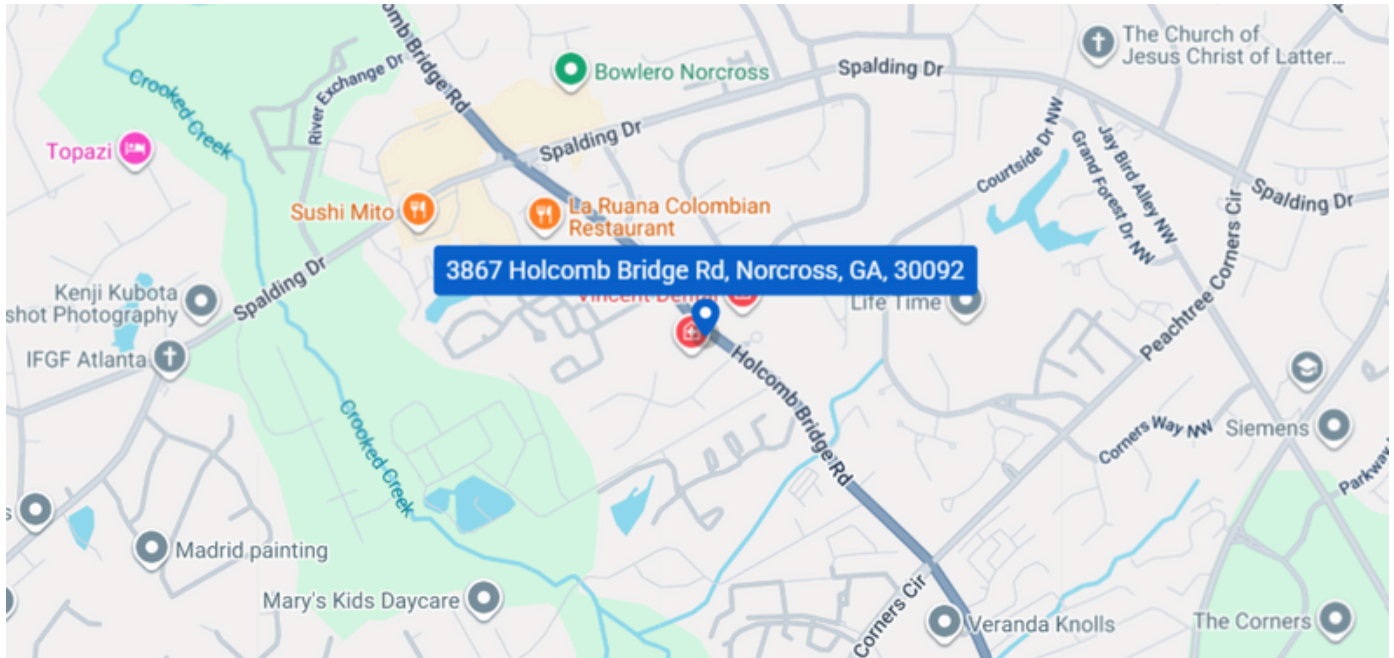 comb Bridge Rd
The Church of
Jesus Christ of Latter...
Bowlero Norcross
Spalding Dr
River Exchange Dr
Crooked Creek
Spalding Dr
Topazi
Courtside Dr NW
Grand Forest Dr NW
Jay Bird Alley NW
Spalding Dr
Sushi Mito
La Ruana Colombian
Restaurant
3867 Holcomb Bridge Rd, Norcross, GA, 30092
Spalding Dr
Kenji Kubota
shot Photography
Life Time
Peachtree Corners Cir
IFGF Atlanta
Holcomb Bridge Rd
Crooked Creek
Corners Way NW
Siemens
Parkway
Madrid painting
Mary's Kids Daycare
Corners Cir
Veranda Knolls
The Corners